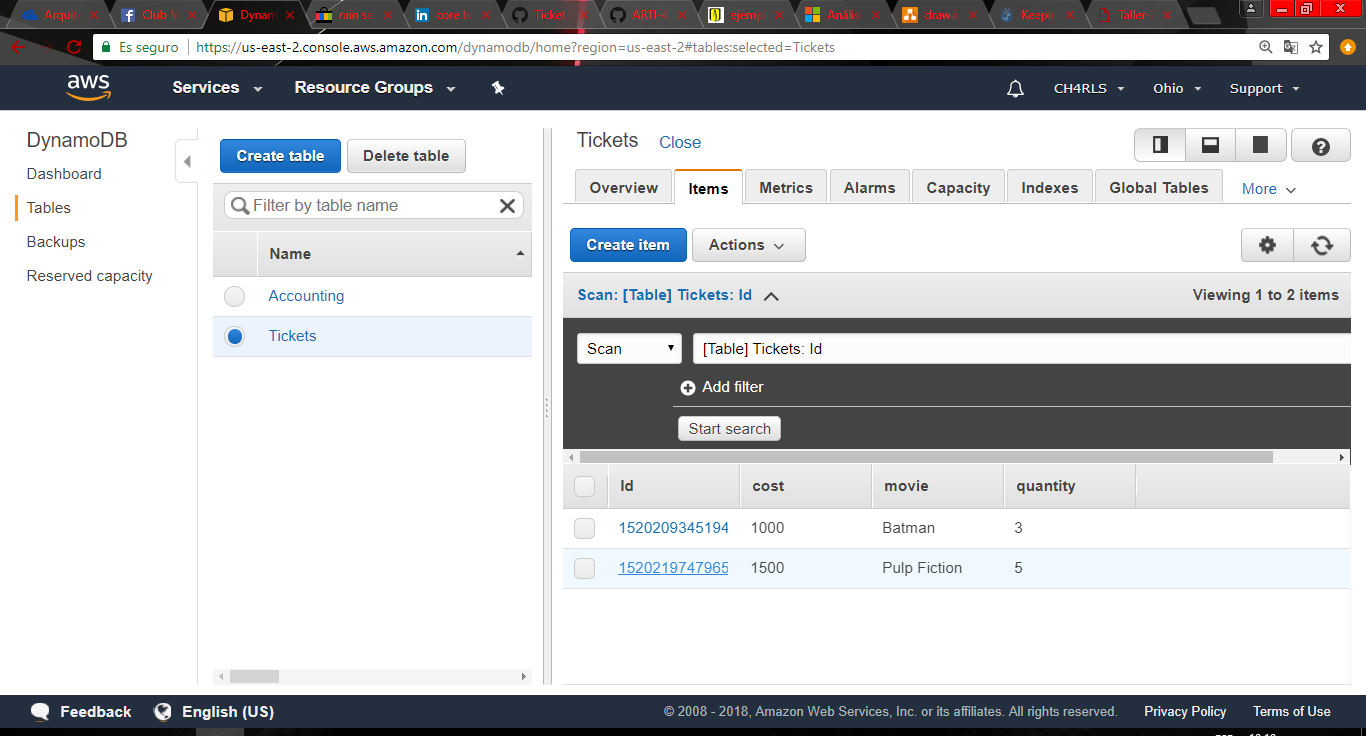 Arquit
Club M
Dynam
rain se
core b
Ticket
ARTI-4
ejempl
Análisi
draw.i
Keepin
Taller
Es seguro https://us-east-2.console.aws.amazon.com/dynamodb/home?region=us-east-2#tables:selected=Tickets
aws Services Resource Groups CH4RLS Ohio Support
DynamoDB
Dashboard
Tables
Backups
Reserved capacity
Create table Delete table
Filter by table name
Name
Accounting
Tickets
Tickets Close
Overview Items Metrics Alarms Capacity Indexes Global Tables More
Create item Actions
Scan: [Table] Tickets: Id Viewing 1 to 2 items
Scan [Table] Tickets: Id
Add filter
Start search
Id cost movie quantity
1520209345194 1000 Batman 3
1520219747965 1500 Pulp Fiction 5
Feedback English (US) © 2008 - 2018, Amazon Web Services, Inc. or its affiliates. All rights reserved. Privacy Policy Terms of Use